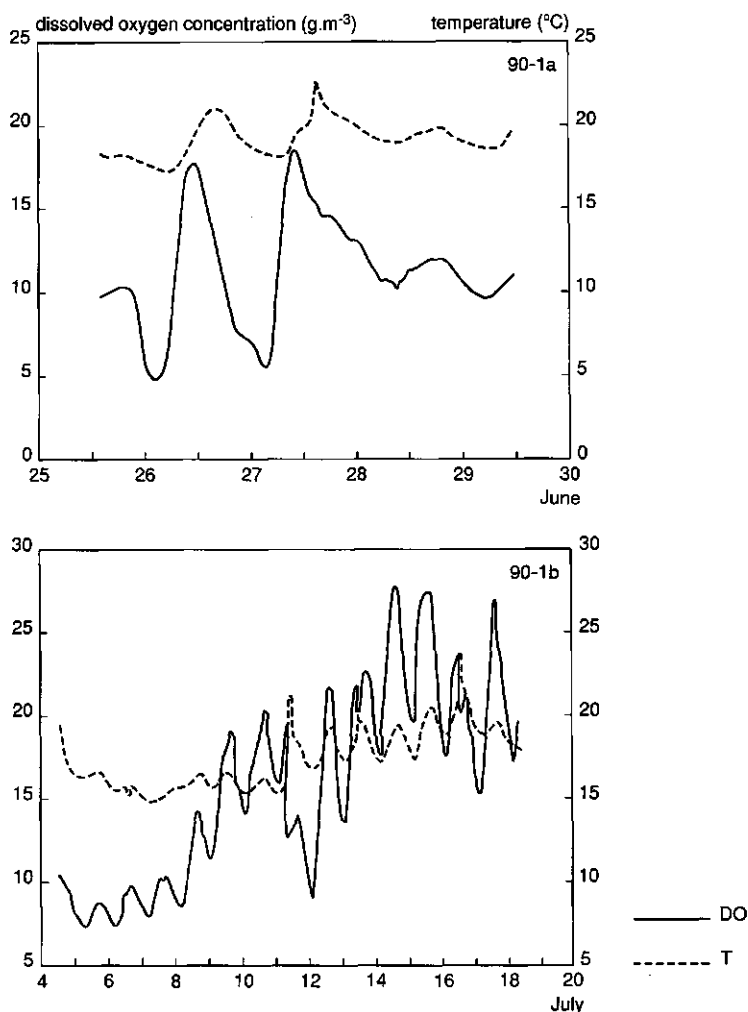 dissolved oxygen concentration (g.m-3) temperature (°C)
25 25
90-1a
20 20
15 15
10 10
5 5
0 0
25 26 27 28 29 30
June
30 30
90-1b
25 25
20 20
15 15
10 10
5 5
4 6 8 10 12 14 16 18 20
July
DO
T